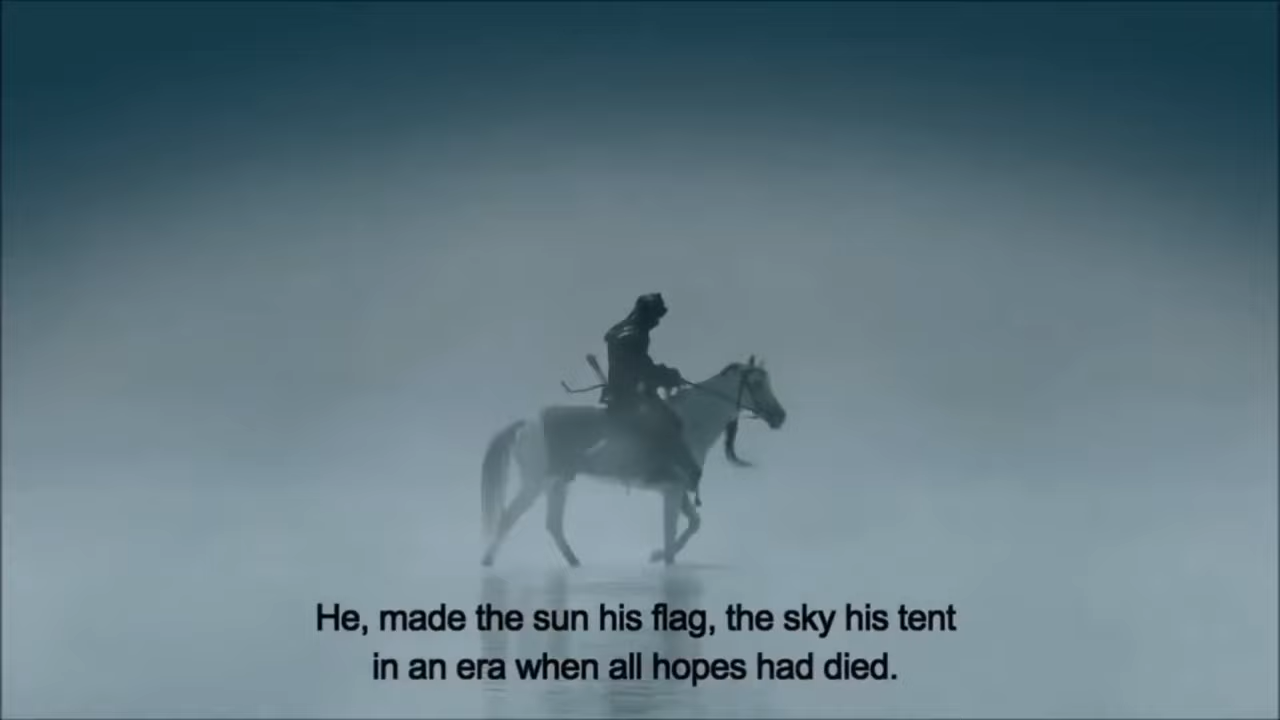 He, made the sun his flag, the sky his tent
in an era when all hopes had died.